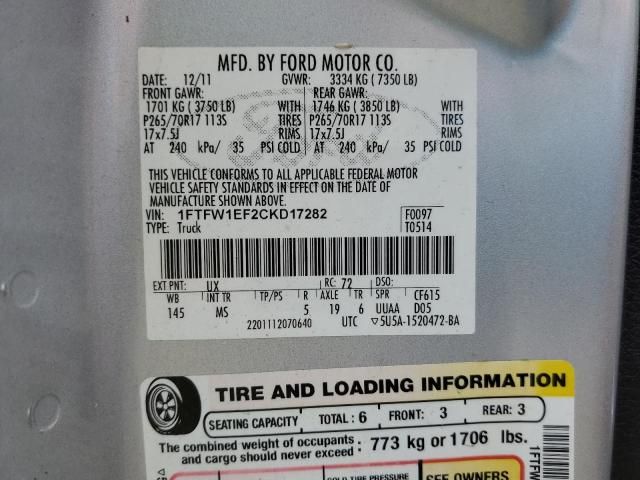 MFD. BY FORD MOTOR CO.
DATE: 12/11 GVWR: 3334 KG ( 7350 LB)
FRONT GAWR: REAR GAWR:
1701 KG ( 3750 LB) WITH 1746 KG ( 3850 LB) WITH
P265/70R17 113S TIRES P265/70R17 113S TIRES
17x7.5J RIMS 17x7.5J RIMS
AT 240 kPa/ 35 PSI COLD AT 240 kPa/ 35 PSI COLD
THIS VEHICLE CONFORMS TO ALL APPLICABLE FEDERAL MOTOR
VEHICLE SAFETY STANDARDS IN EFFECT ON THE DATE OF
MANUFACTURE SHOWN ABOVE.
VIN: 1FTFW1EF2CKD17282 F0097
TYPE: Truck T0514
EXT PNT: UX RC: 72 DSO:
WB INT TR TP/PS R AXLE TR SPR CF615
145 MS 5 19 6 UUAA D05
2201112070640 UTC ▽5U5A-1520472-BA
TIRE AND LOADING INFORMATION
SEATING CAPACITY TOTAL : 6 FRONT: 3 REAR: 3
The combined weight of occupants
and cargo should never exceed : 773 kg or 1706 lbs.
SEE OWNERS
1FTFW